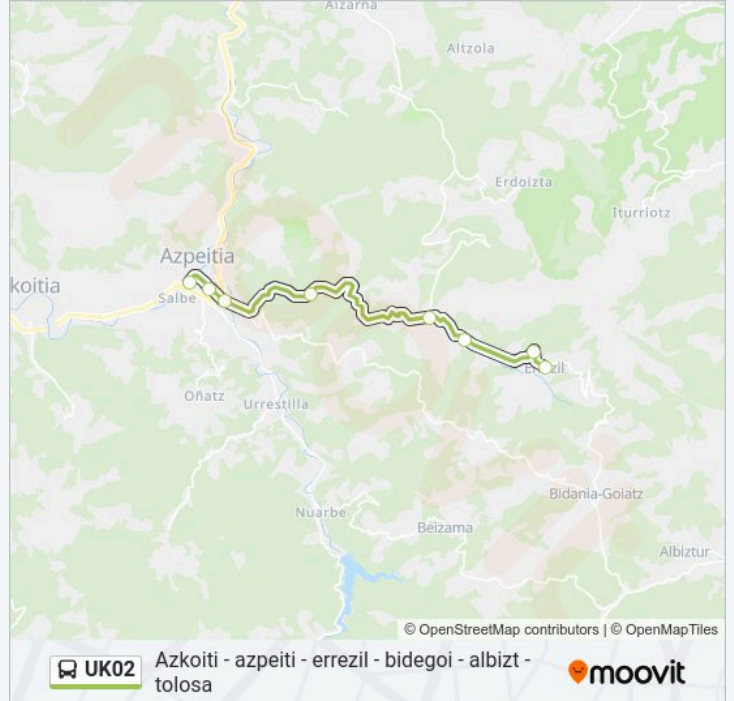 Aizarna
Altzola
Erdoizta
Iturriotz
Azpeitia
koitia
Salbe
Errezil
Oñatz
Urrestilla
Bidania-Goiatz
Nuarbe
Beizama
Albiztur
© OpenStreetMap contributors | © OpenMapTiles
UK02
Azkoiti - azpeiti - errezil - bidegoi - albizt -
tolosa
moovit